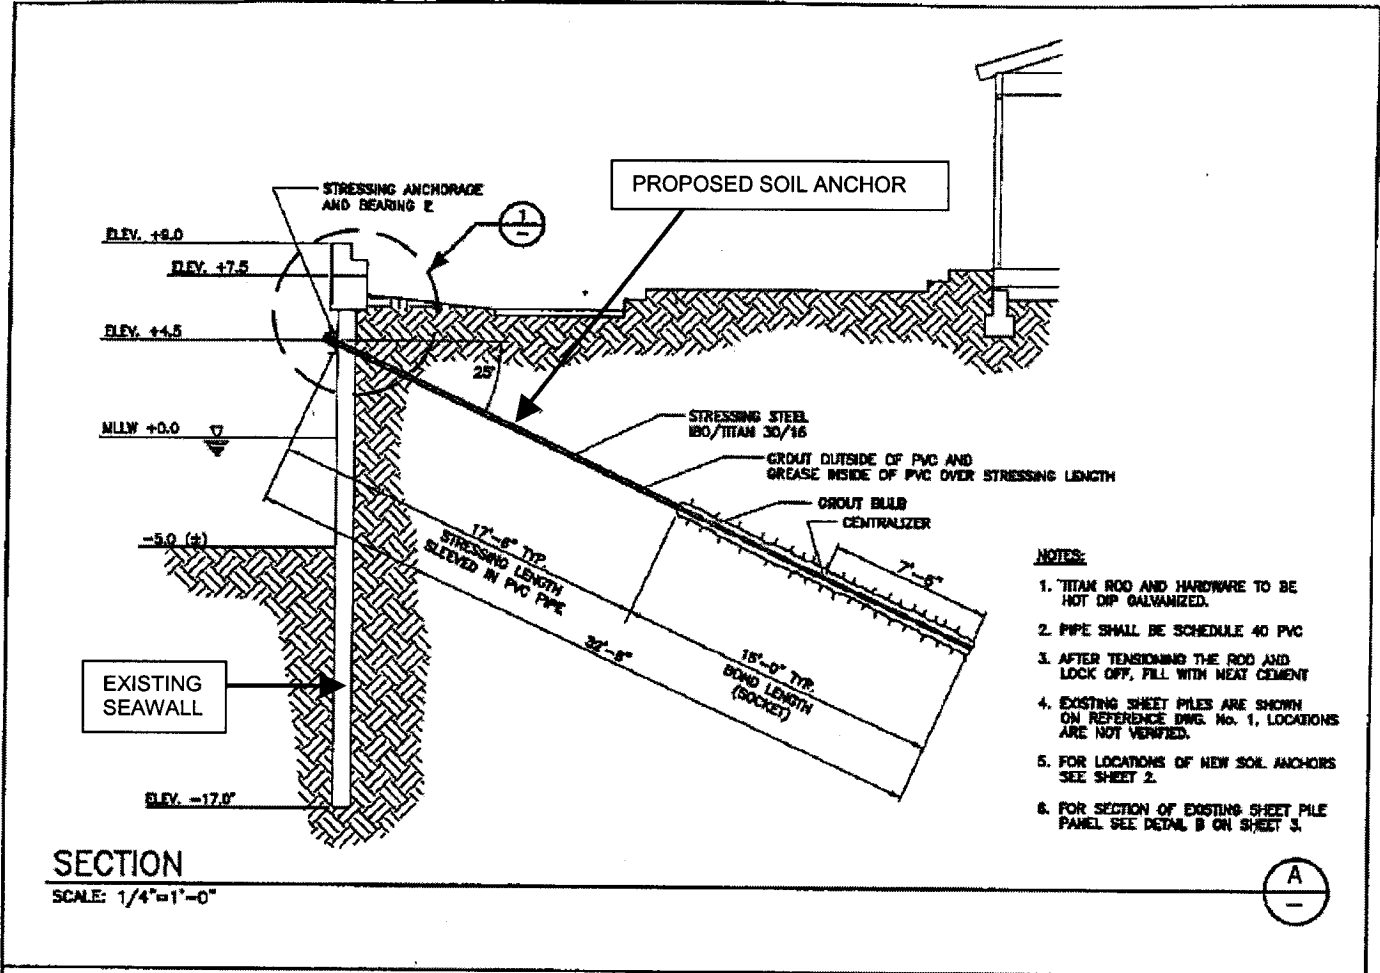 PROPOSED SOIL ANCHOR
STRESSING ANCHORAGE
AND BEARING ℄
1
–
ELEV. +9.0
ELEV. +7.5
ELEV. +4.5
25°
MLLW +0.0
STRESSING STEEL
IBO/TITAN 30/16
GROUT OUTSIDE OF PVC AND
GREASE INSIDE OF PVC OVER STRESSING LENGTH
GROUT BULB
CENTRALIZER
-5.0 (±)
17'-6" TYP.
STRESSING LENGTH
SLEEVED IN PVC PIPE
7'-6"
32'-6"
15'-0" TYP.
BOND LENGTH
(SOCKET)
EXISTING
SEAWALL
ELEV. -17.0"
NOTES:
1. TITAN ROD AND HARDWARE TO BE
HOT DIP GALVANIZED.
2. PIPE SHALL BE SCHEDULE 40 PVC
3. AFTER TENSIONING THE ROD AND
LOCK OFF, FILL WITH NEAT CEMENT
4. EXISTING SHEET PILES ARE SHOWN
ON REFERENCE DWG. No. 1, LOCATIONS
ARE NOT VERIFIED.
5. FOR LOCATIONS OF NEW SOIL ANCHORS
SEE SHEET 2.
6. FOR SECTION OF EXISTING SHEET PILE
PANEL SEE DETAIL B ON SHEET 3.
SECTION
SCALE: 1/4"=1'-0"
A
–